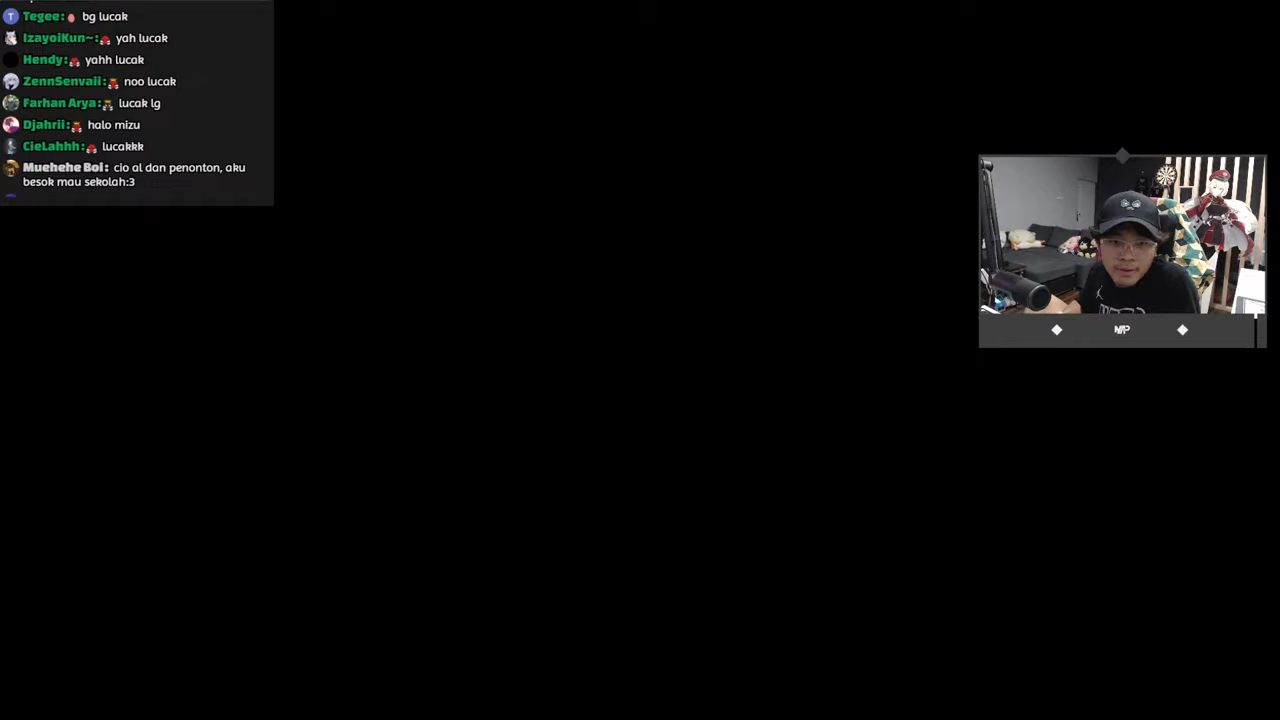 Tegee: bg lucak
IzayoiKun~: yah lucak
Hendy: yahh lucak
ZennSenvaii: noo lucak
Farhan Arya: lucak lg
Djahrii: halo mizu
CieLahhh: lucakkk
Muehehe Boi: cio al dan penonton, aku
besok mau sekolah:3